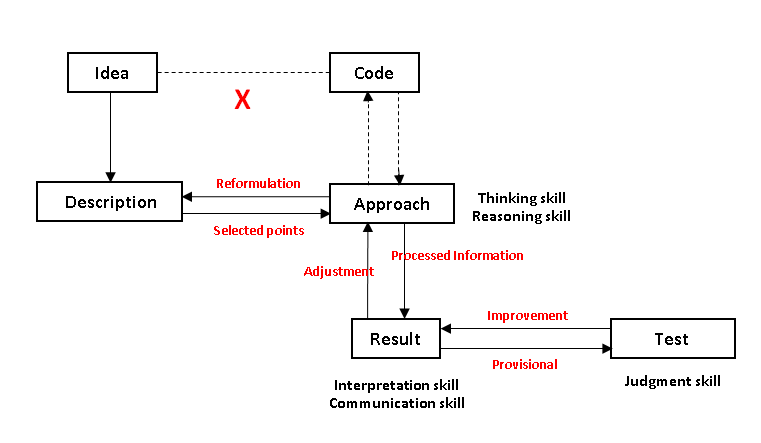 Idea
Code
X
Description
Reformulation
Selected points
Approach
Thinking skill
Reasoning skill
Adjustment
Processed Information
Result
Improvement
Provisional
Test
Interpretation skill
Communication skill
Judgment skill